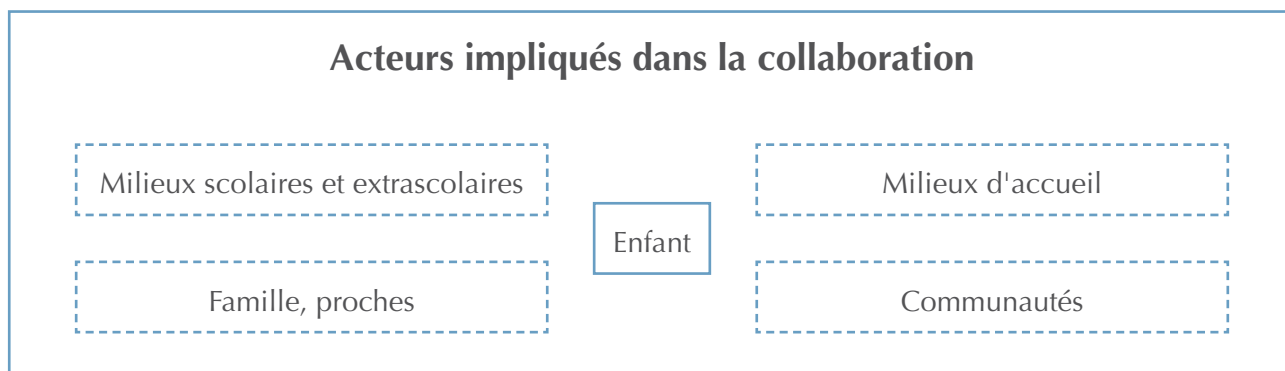 Acteurs impliqués dans la collaboration
Milieux scolaires et extrascolaires
Milieux d'accueil
Enfant
Famille, proches
Communautés